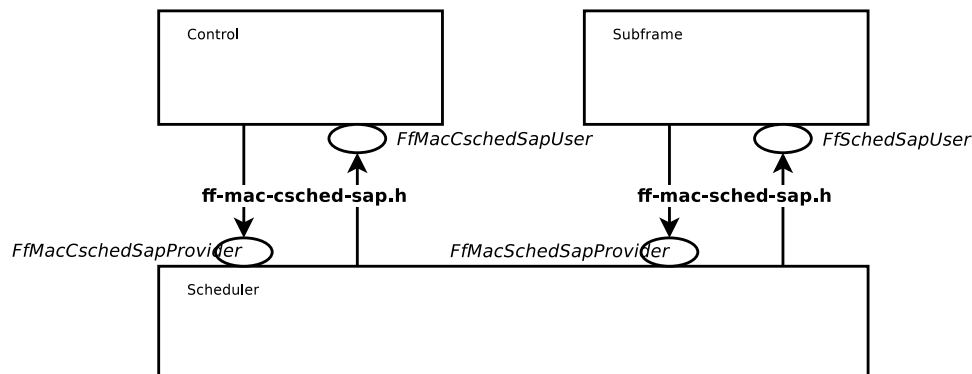 Control
Subframe
FfMacCschedSapUser
FfSchedSapUser
ff-mac-csched-sap.h
ff-mac-sched-sap.h
FfMacCschedSapProvider
FfMacSchedSapProvider
Scheduler